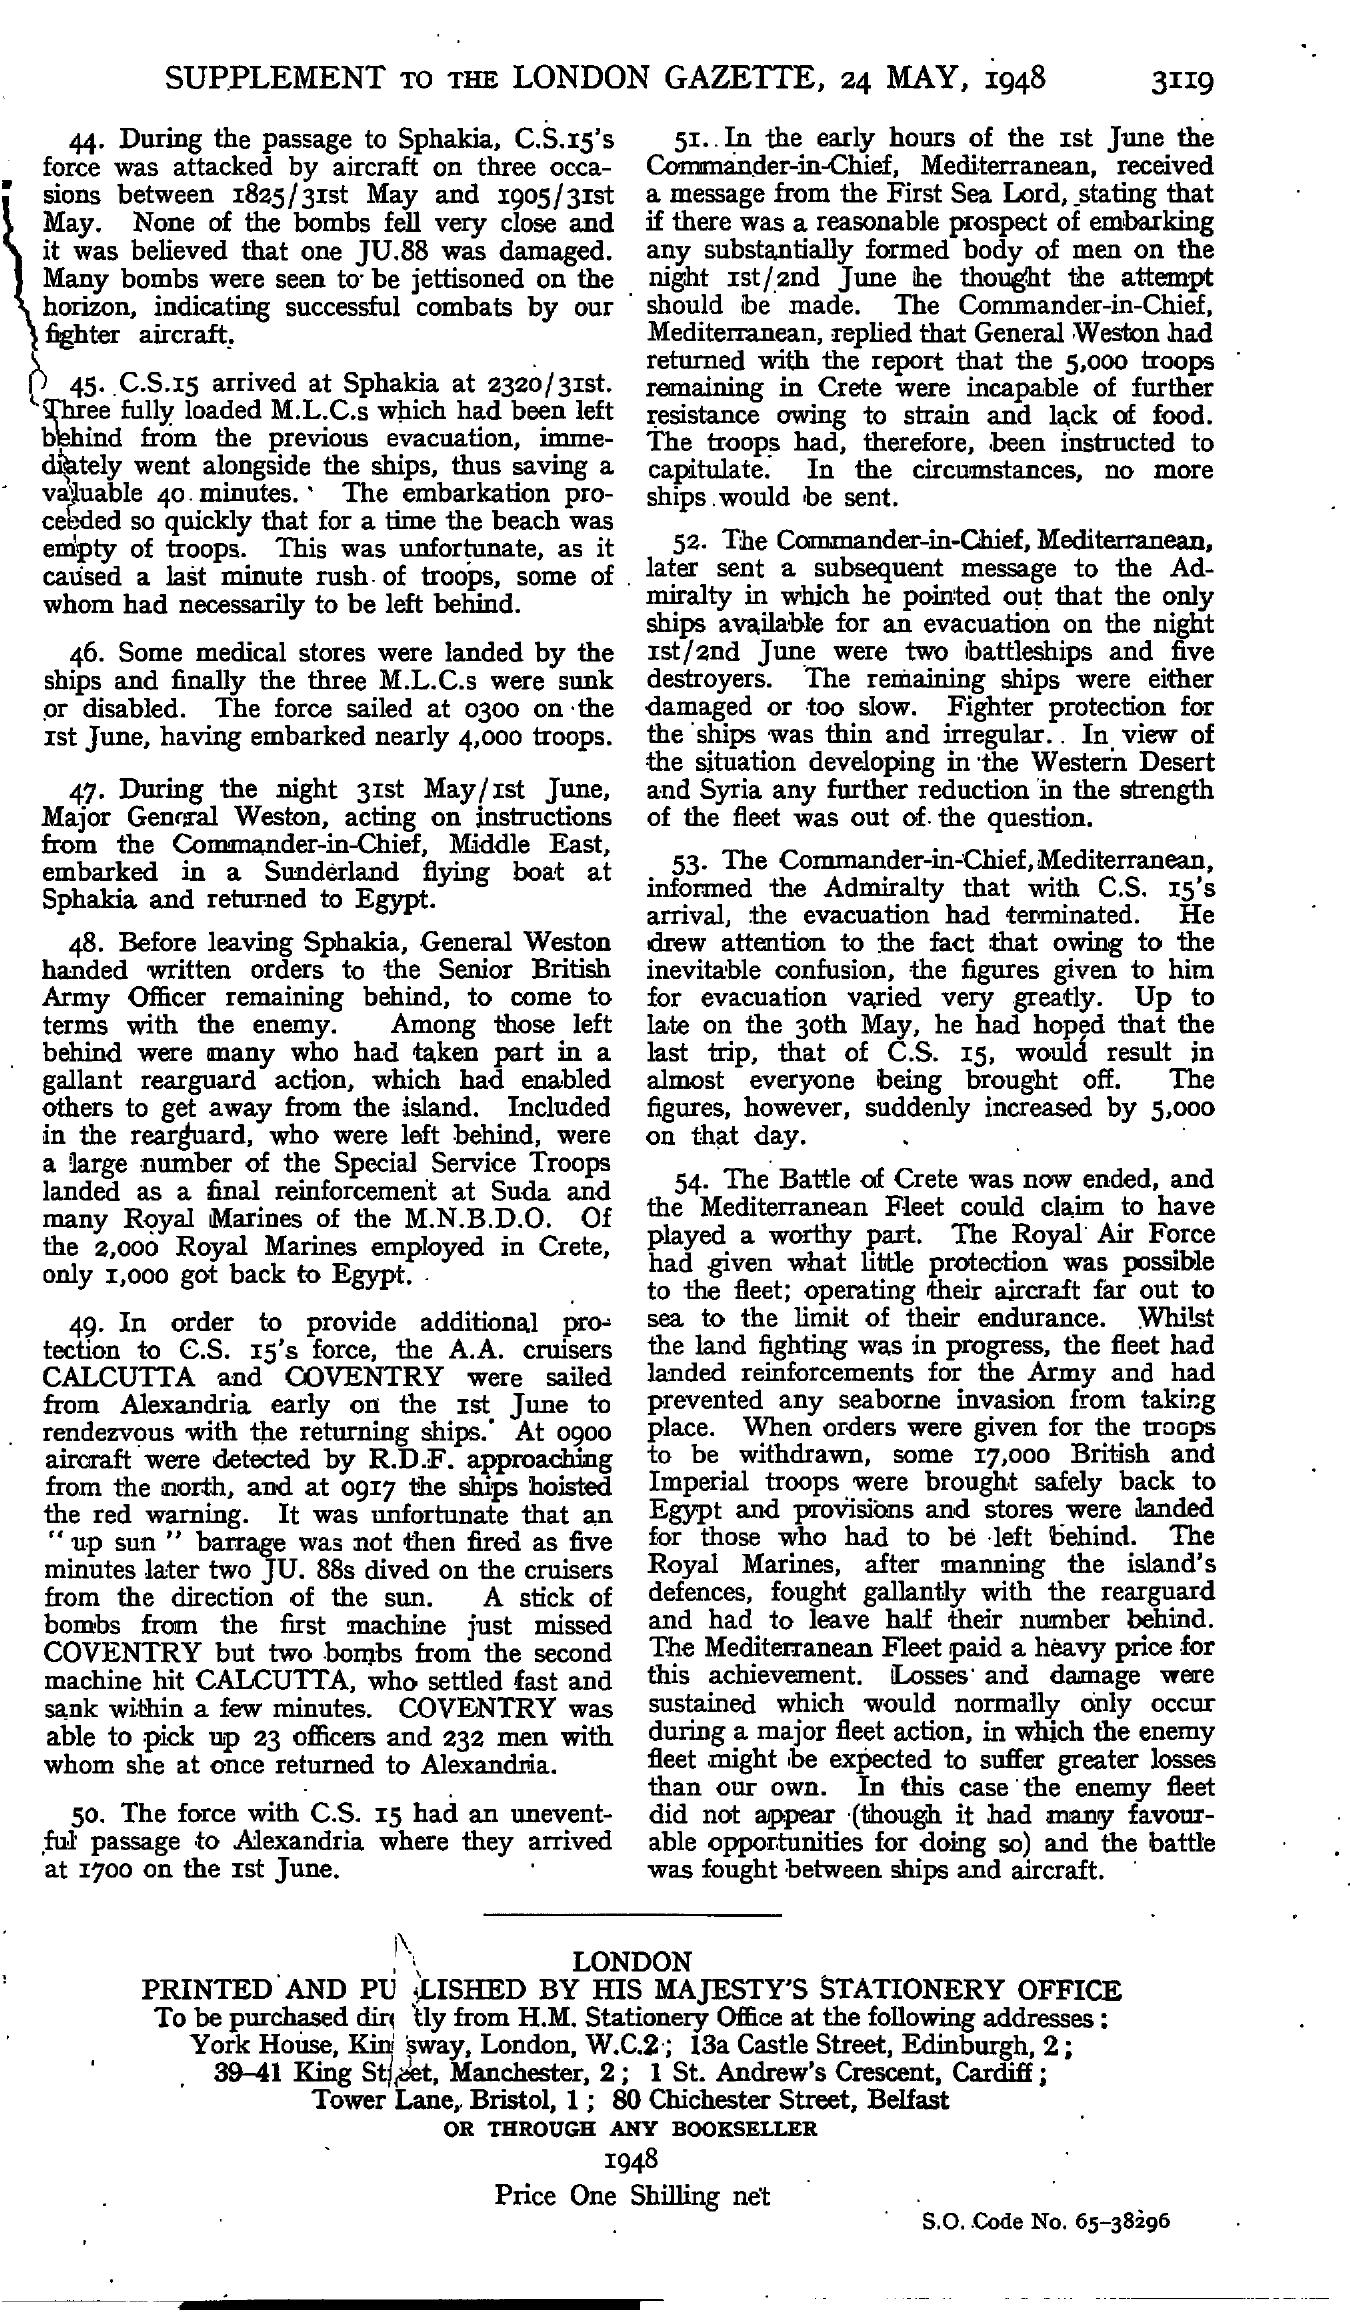 SUPPLEMENT TO THE LONDON GAZETTE, 24 MAY, 1948 3119
44. During the passage to Sphakia, C.S.15's
force was attacked by aircraft on three occa-
sions between 1825/31st May and 1905/31st
May. None of the bombs fell very close and
it was believed that one JU.88 was damaged.
Many bombs were seen to be jettisoned on the
horizon, indicating successful combats by our
fighter aircraft.
45. C.S.15 arrived at Sphakia at 2320/31st.
Three fully loaded M.L.C.s which had been left
behind from the previous evacuation, imme-
diately went alongside the ships, thus saving a
valuable 40 minutes. The embarkation pro-
ceeded so quickly that for a time the beach was
empty of troops. This was unfortunate, as it
caused a last minute rush of troops, some of
whom had necessarily to be left behind.
46. Some medical stores were landed by the
ships and finally the three M.L.C.s were sunk
or disabled. The force sailed at 0300 on the
1st June, having embarked nearly 4,000 troops.
47. During the night 31st May/1st June,
Major General Weston, acting on instructions
from the Commander-in-Chief, Middle East,
embarked in a Sunderland flying boat at
Sphakia and returned to Egypt.
48. Before leaving Sphakia, General Weston
handed written orders to the Senior British
Army Officer remaining behind, to come to
terms with the enemy. Among those left
behind were many who had taken part in a
gallant rearguard action, which had enabled
others to get away from the island. Included
in the rearguard, who were left behind, were
a large number of the Special Service Troops
landed as a final reinforcement at Suda and
many Royal Marines of the M.N.B.D.O. Of
the 2,000 Royal Marines employed in Crete,
only 1,000 got back to Egypt.
49. In order to provide additional pro-
tection to C.S. 15's force, the A.A. cruisers
CALCUTTA and COVENTRY were sailed
from Alexandria early on the 1st June to
rendezvous with the returning ships. At 0900
aircraft were detected by R.D.F. approaching
from the north, and at 0917 the ships hoisted
the red warning. It was unfortunate that an
"up sun" barrage was not then fired as five
minutes later two JU. 88s dived on the cruisers
from the direction of the sun. A stick of
bombs from the first machine just missed
COVENTRY but two bombs from the second
machine hit CALCUTTA, who settled fast and
sank within a few minutes. COVENTRY was
able to pick up 23 officers and 232 men with
whom she at once returned to Alexandria.
50. The force with C.S. 15 had an unevent-
ful passage to Alexandria where they arrived
at 1700 on the 1st June.
51. In the early hours of the 1st June the
Commander-in-Chief, Mediterranean, received
a message from the First Sea Lord, stating that
if there was a reasonable prospect of embarking
any substantially formed body of men on the
night 1st/2nd June he thought the attempt
should be made. The Commander-in-Chief,
Mediterranean, replied that General Weston had
returned with the report that the 5,000 troops
remaining in Crete were incapable of further
resistance owing to strain and lack of food.
The troops had, therefore, been instructed to
capitulate. In the circumstances, no more
ships would be sent.
52. The Commander-in-Chief, Mediterranean,
later sent a subsequent message to the Ad-
miralty in which he pointed out that the only
ships available for an evacuation on the night
1st/2nd June were two battleships and five
destroyers. The remaining ships were either
damaged or too slow. Fighter protection for
the ships was thin and irregular. In view of
the situation developing in the Western Desert
and Syria any further reduction in the strength
of the fleet was out of the question.
53. The Commander-in-Chief, Mediterranean,
informed the Admiralty that with C.S. 15's
arrival, the evacuation had terminated. He
drew attention to the fact that owing to the
inevitable confusion, the figures given to him
for evacuation varied very greatly. Up to
late on the 30th May, he had hoped that the
last trip, that of C.S. 15, would result in
almost everyone being brought off. The
figures, however, suddenly increased by 5,000
on that day.
54. The Battle of Crete was now ended, and
the Mediterranean Fleet could claim to have
played a worthy part. The Royal Air Force
had given what little protection was possible
to the fleet; operating their aircraft far out to
sea to the limit of their endurance. Whilst
the land fighting was in progress, the fleet had
landed reinforcements for the Army and had
prevented any seaborne invasion from taking
place. When orders were given for the troops
to be withdrawn, some 17,000 British and
Imperial troops were brought safely back to
Egypt and provisions and stores were landed
for those who had to be left behind. The
Royal Marines, after manning the island's
defences, fought gallantly with the rearguard
and had to leave half their number behind.
The Mediterranean Fleet paid a heavy price for
this achievement. Losses and damage were
sustained which would normally only occur
during a major fleet action, in which the enemy
fleet might be expected to suffer greater losses
than our own. In this case the enemy fleet
did not appear (though it had many favour-
able opportunities for doing so) and the battle
was fought between ships and aircraft.
LONDON
PRINTED AND PUBLISHED BY HIS MAJESTY'S STATIONERY OFFICE
To be purchased directly from H.M. Stationery Office at the following addresses:
York House, Kingsway, London, W.C.2; 13a Castle Street, Edinburgh, 2;
39–41 King Street, Manchester, 2; 1 St. Andrew's Crescent, Cardiff;
Tower Lane, Bristol, 1; 80 Chichester Street, Belfast
OR THROUGH ANY BOOKSELLER
1948
Price One Shilling net
S.O. Code No. 65–38296